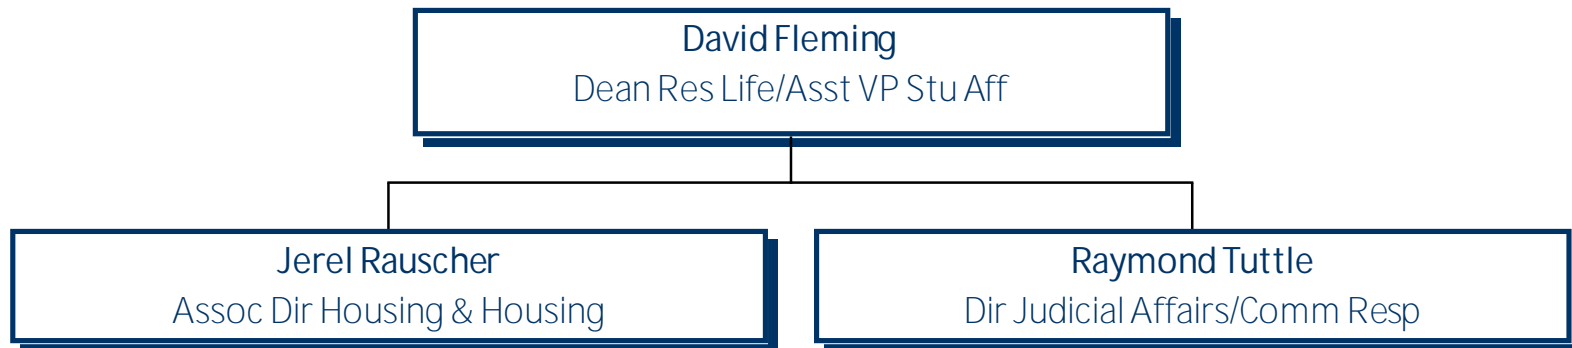 David Fleming
Dean Res Life/Asst VP Stu Aff
Jerel Rauscher
Assoc Dir Housing & Housing
Raymond Tuttle
Dir Judicial Affairs/Comm Resp